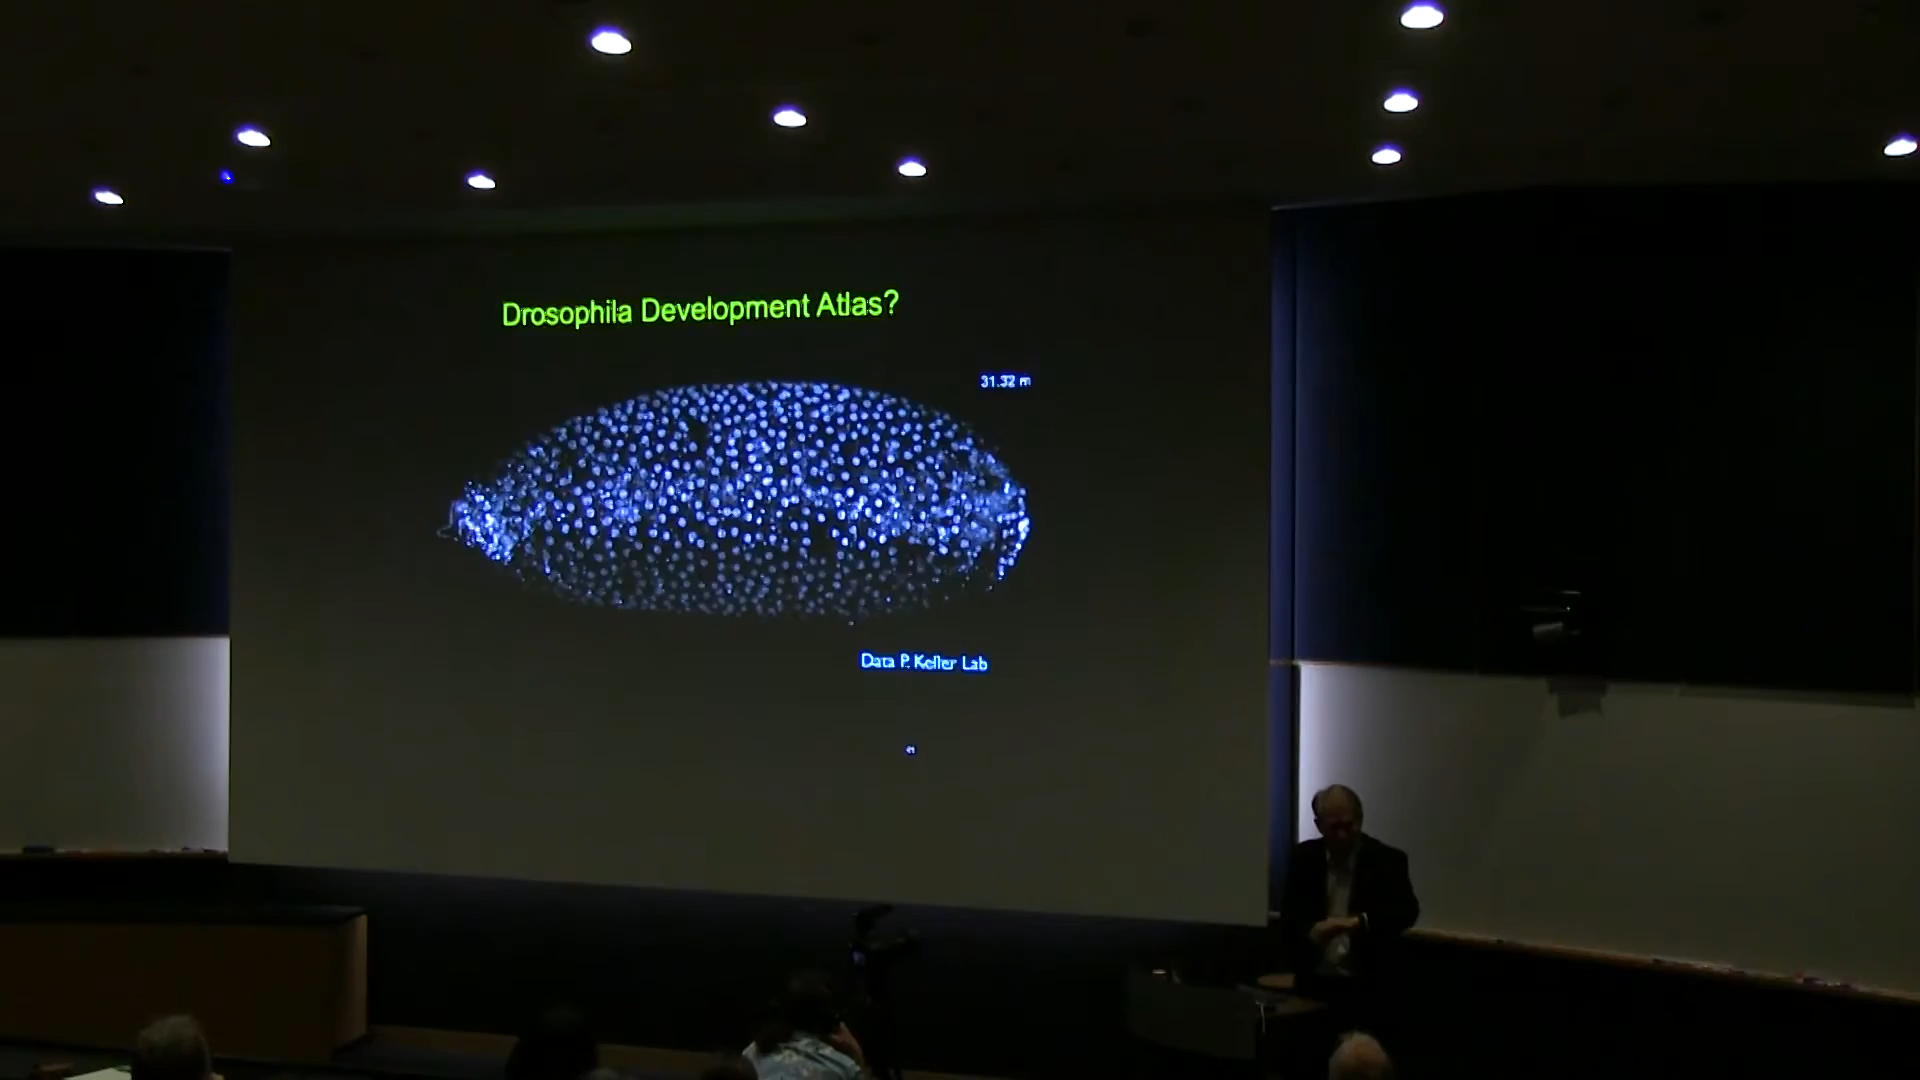 Drosophila Development Atlas?
31.32 m
Data P. Keller Lab